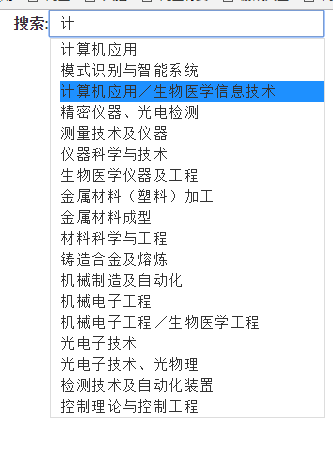 搜索: 计
计算机应用
模式识别与智能系统
计算机应用／生物医学信息技术
精密仪器、光电检测
测量技术及仪器
仪器科学与技术
生物医学仪器及工程
金属材料（塑料）加工
金属材料成型
材料科学与工程
铸造合金及熔炼
机械制造及自动化
机械电子工程
机械电子工程／生物医学工程
光电子技术
光电子技术、光物理
检测技术及自动化装置
控制理论与控制工程